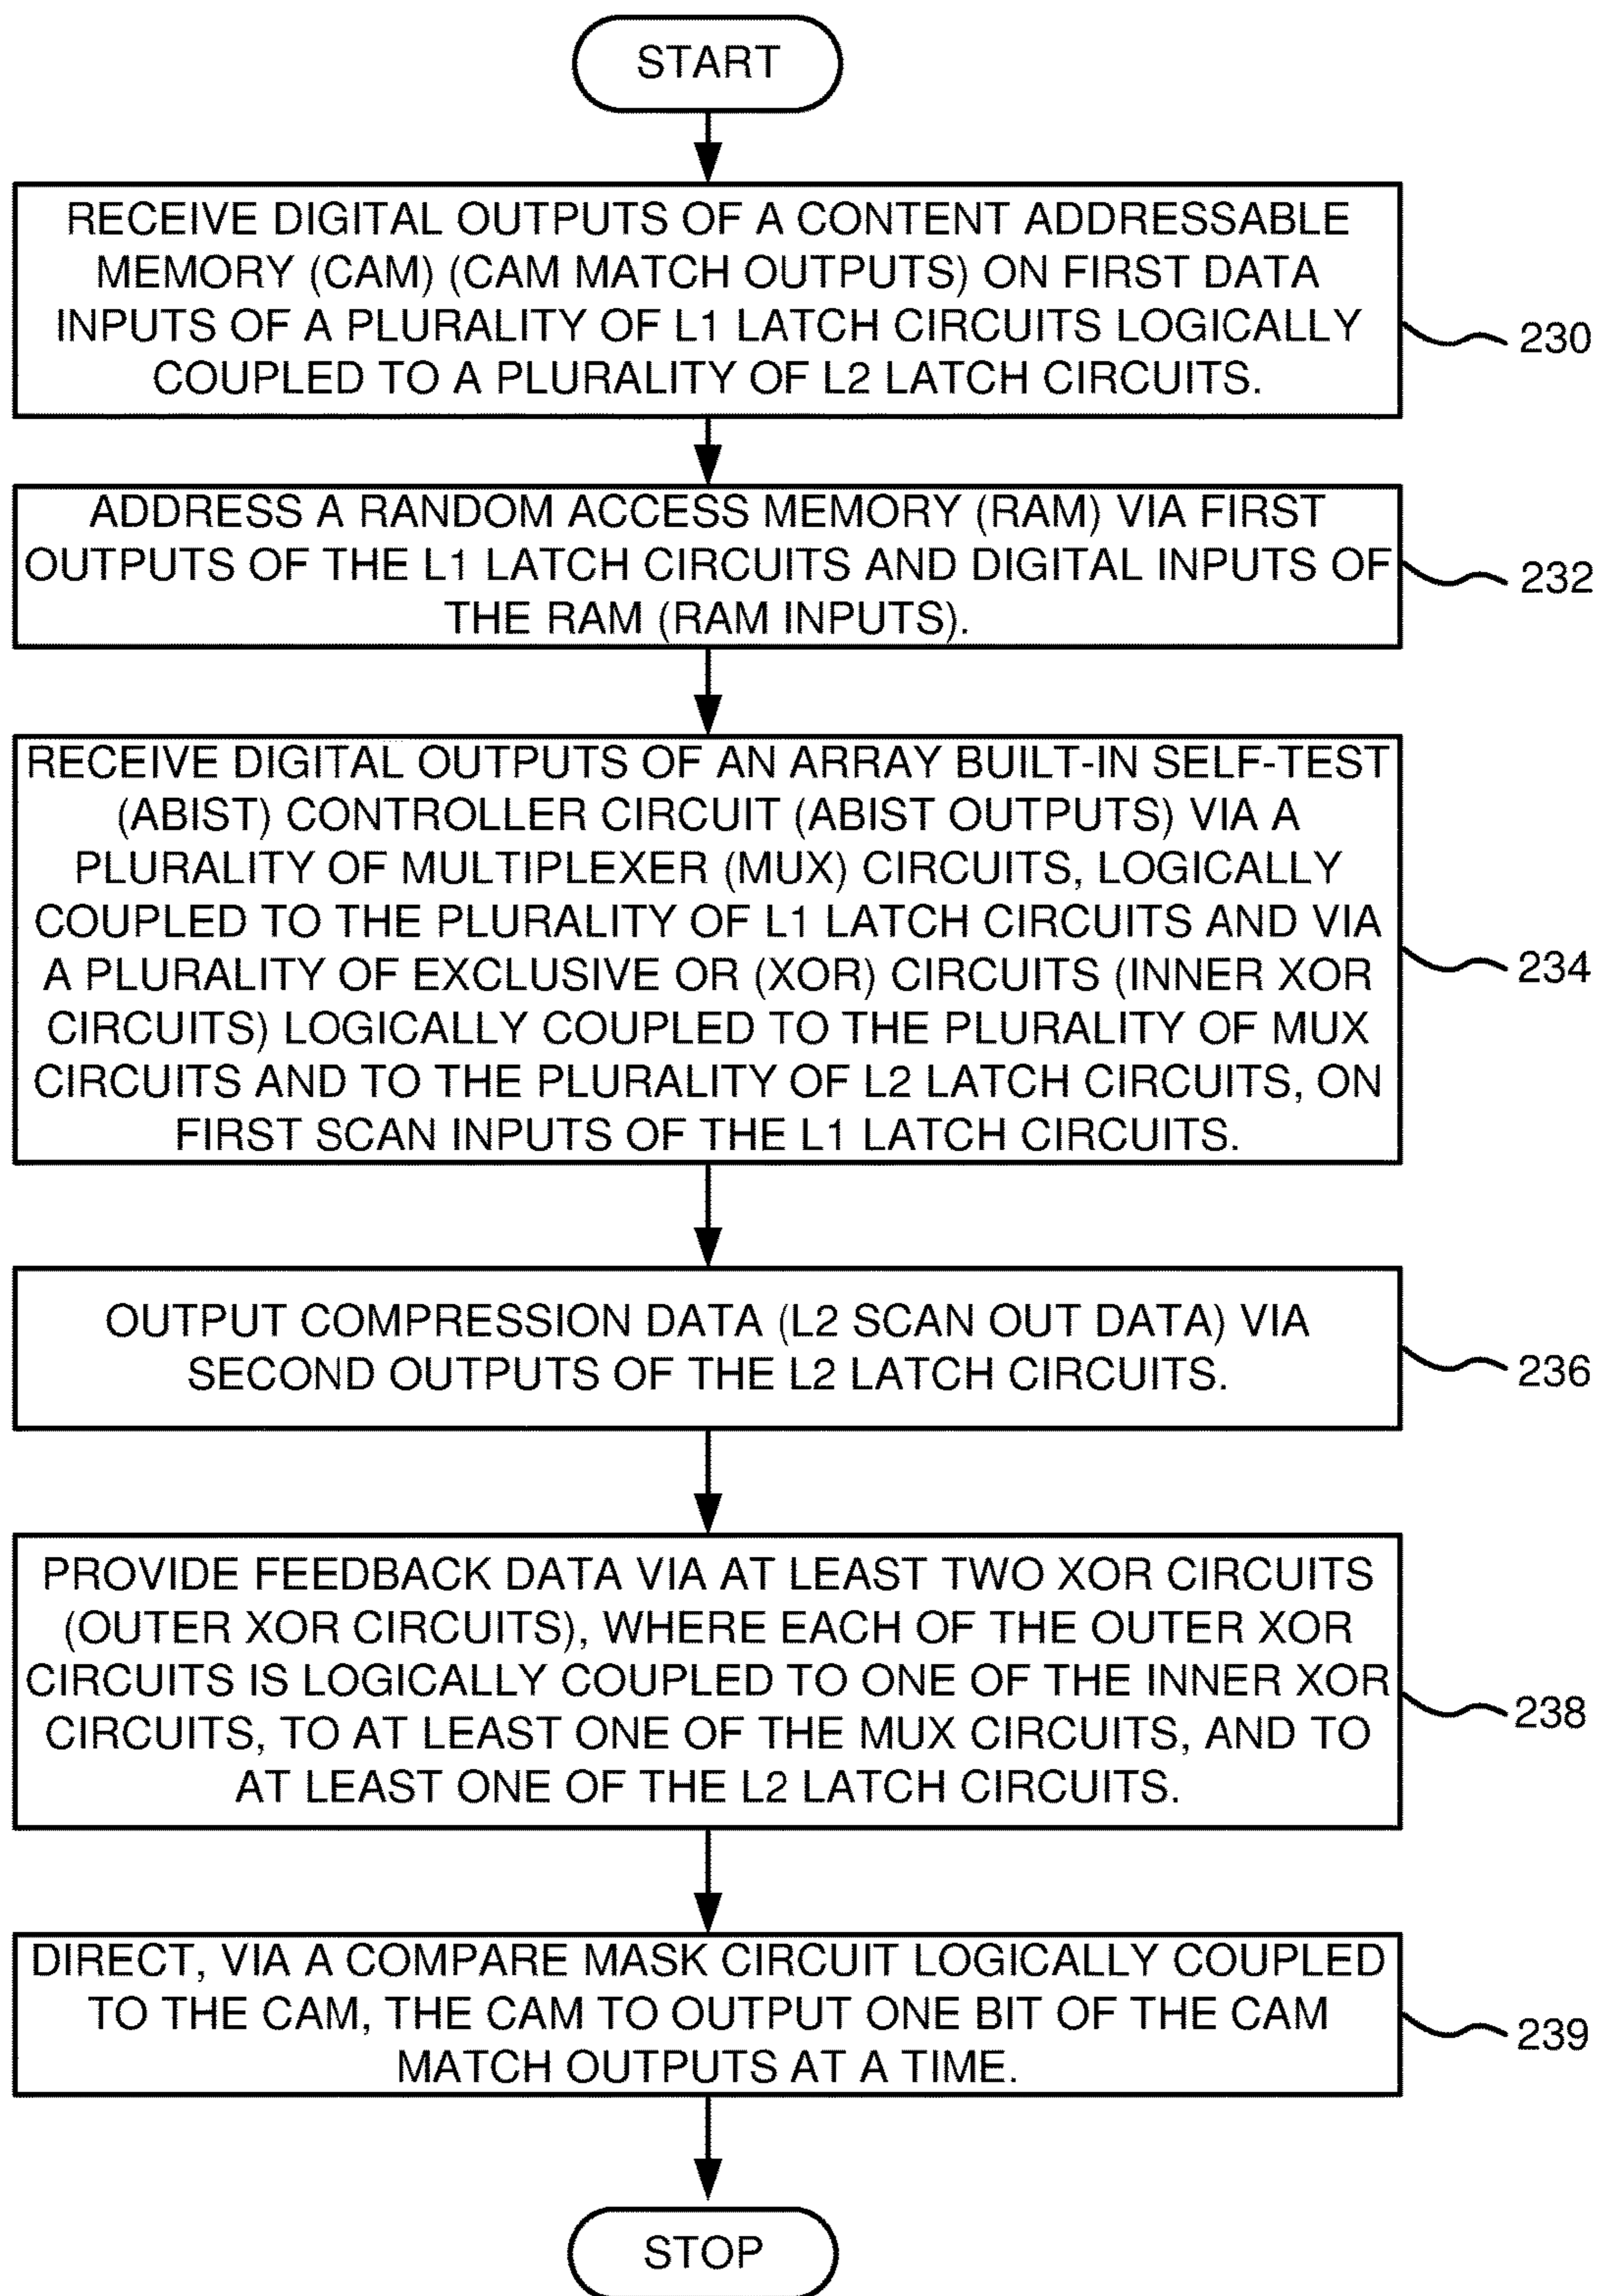 START
RECEIVE DIGITAL OUTPUTS OF A CONTENT ADDRESSABLE
MEMORY (CAM) (CAM MATCH OUTPUTS) ON FIRST DATA
INPUTS OF A PLURALITY OF L1 LATCH CIRCUITS LOGICALLY
COUPLED TO A PLURALITY OF L2 LATCH CIRCUITS.
230
ADDRESS A RANDOM ACCESS MEMORY (RAM) VIA FIRST
OUTPUTS OF THE L1 LATCH CIRCUITS AND DIGITAL INPUTS OF
THE RAM (RAM INPUTS).
232
RECEIVE DIGITAL OUTPUTS OF AN ARRAY BUILT-IN SELF-TEST
(ABIST) CONTROLLER CIRCUIT (ABIST OUTPUTS) VIA A
PLURALITY OF MULTIPLEXER (MUX) CIRCUITS, LOGICALLY
COUPLED TO THE PLURALITY OF L1 LATCH CIRCUITS AND VIA
A PLURALITY OF EXCLUSIVE OR (XOR) CIRCUITS (INNER XOR
CIRCUITS) LOGICALLY COUPLED TO THE PLURALITY OF MUX
CIRCUITS AND TO THE PLURALITY OF L2 LATCH CIRCUITS, ON
FIRST SCAN INPUTS OF THE L1 LATCH CIRCUITS.
234
OUTPUT COMPRESSION DATA (L2 SCAN OUT DATA) VIA
SECOND OUTPUTS OF THE L2 LATCH CIRCUITS.
236
PROVIDE FEEDBACK DATA VIA AT LEAST TWO XOR CIRCUITS
(OUTER XOR CIRCUITS), WHERE EACH OF THE OUTER XOR
CIRCUITS IS LOGICALLY COUPLED TO ONE OF THE INNER XOR
CIRCUITS, TO AT LEAST ONE OF THE MUX CIRCUITS, AND TO
AT LEAST ONE OF THE L2 LATCH CIRCUITS.
238
DIRECT, VIA A COMPARE MASK CIRCUIT LOGICALLY COUPLED
TO THE CAM, THE CAM TO OUTPUT ONE BIT OF THE CAM
MATCH OUTPUTS AT A TIME.
239
STOP